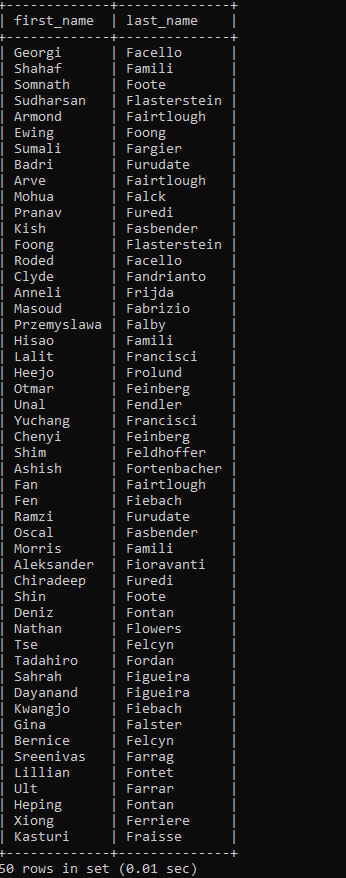 +-------------+--------------+
| first_name | last_name |
+-------------+--------------+
| Georgi | Facello |
| Shahaf | Famili |
| Somnath | Foote |
| Sudharsan | Flasterstein |
| Armond | Fairtlough |
| Ewing | Foong |
| Sumali | Fargier |
| Badri | Furudate |
| Arve | Fairtlough |
| Mohua | Falck |
| Pranav | Furedi |
| Kish | Fasbender |
| Foong | Flasterstein |
| Roded | Facello |
| Clyde | Fandrianto |
| Anneli | Frijda |
| Masoud | Fabrizio |
| Przemyslawa | Falby |
| Hisao | Famili |
| Lalit | Francisci |
| Heejo | Frolund |
| Otmar | Feinberg |
| Unal | Fendler |
| Yuchang | Francisci |
| Chenyi | Feinberg |
| Shim | Feldhoffer |
| Ashish | Fortenbacher |
| Fan | Fairtlough |
| Fen | Fiebach |
| Ramzi | Furudate |
| Oscal | Fasbender |
| Morris | Famili |
| Aleksander | Fioravanti |
| Chiradeep | Furedi |
| Shin | Foote |
| Deniz | Fontan |
| Nathan | Flowers |
| Tse | Felcyn |
| Tadahiro | Fordan |
| Sahrah | Figueira |
| Dayanand | Figueira |
| Kwangjo | Fiebach |
| Gina | Falster |
| Bernice | Felcyn |
| Sreenivas | Farrag |
| Lillian | Fontet |
| Ult | Farrar |
| Heping | Fontan |
| Xiong | Ferriere |
| Kasturi | Fraisse |
+-------------+--------------+
50 rows in set (0.01 sec)